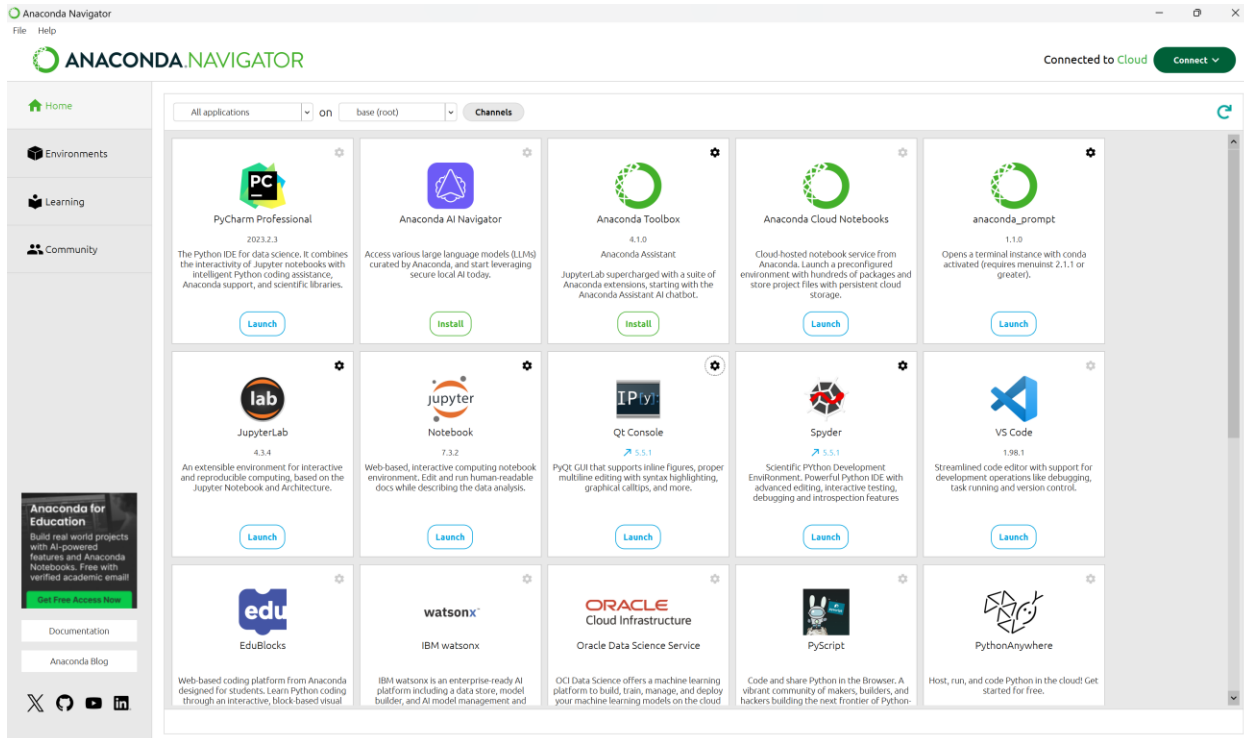 Anaconda Navigator
File Help
ANACONDA.NAVIGATOR
Connected to Cloud
Connect
Home
Environments
Learning
Community
All applications
on
base (root)
Channels
PC
PyCharm Professional
2023.2.3
The Python IDE for data science. It combines
the interactivity of Jupyter notebooks with
intelligent Python coding assistance,
Anaconda support, and scientific libraries.
Launch
Anaconda AI Navigator
Access various large language models (LLMs)
curated by Anaconda, and start leveraging
secure local AI today.
Install
Anaconda Toolbox
4.1.0
Anaconda Assistant
JupyterLab supercharged with a suite of
Anaconda extensions, starting with the
Anaconda Assistant AI chatbot.
Install
Anaconda Cloud Notebooks
Cloud-hosted notebook service from
Anaconda. Launch a preconfigured
environment with hundreds of packages and
store project files with persistent cloud
storage.
Launch
anaconda_prompt
1.1.0
Opens a terminal instance with conda
activated (requires menuinst 2.1.1 or
greater).
Launch
lab
JupyterLab
4.3.4
An extensible environment for interactive
and reproducible computing, based on the
Jupyter Notebook and Architecture.
Launch
jupyter
Notebook
7.3.2
Web-based, interactive computing notebook
environment. Edit and run human-readable
docs while describing the data analysis.
Launch
IP[y]:
Qt Console
5.5.1
PyQt GUI that supports inline figures, proper
multiline editing with syntax highlighting,
graphical calltips, and more.
Launch
Spyder
5.5.1
Scientific PYthon Development
EnviRonment. Powerful Python IDE with
advanced editing, interactive testing,
debugging and introspection features
Launch
VS Code
1.98.1
Streamlined code editor with support for
development operations like debugging,
task running and version control.
Launch
edu
EduBlocks
Web-based coding platform from Anaconda
designed for students. Learn Python coding
through an interactive, block-based visual
watsonx
IBM watsonx
IBM watsonx is an enterprise-ready AI
platform including a data store, model
builder, and AI model management and
ORACLE
Cloud Infrastructure
Oracle Data Science Service
OCI Data Science offers a machine learning
platform to build, train, manage, and deploy
your machine learning models on the cloud
PyScript
Code and share Python in the Browser. A
vibrant community of makers, builders, and
hackers building the next frontier of Python-
PythonAnywhere
Host, run, and code Python in the cloud! Get
started for free.
Anaconda for
Education
Build real world projects
with AI-powered
features and Anaconda
Notebooks. Free with
verified academic email!
Get Free Access Now
Documentation
Anaconda Blog